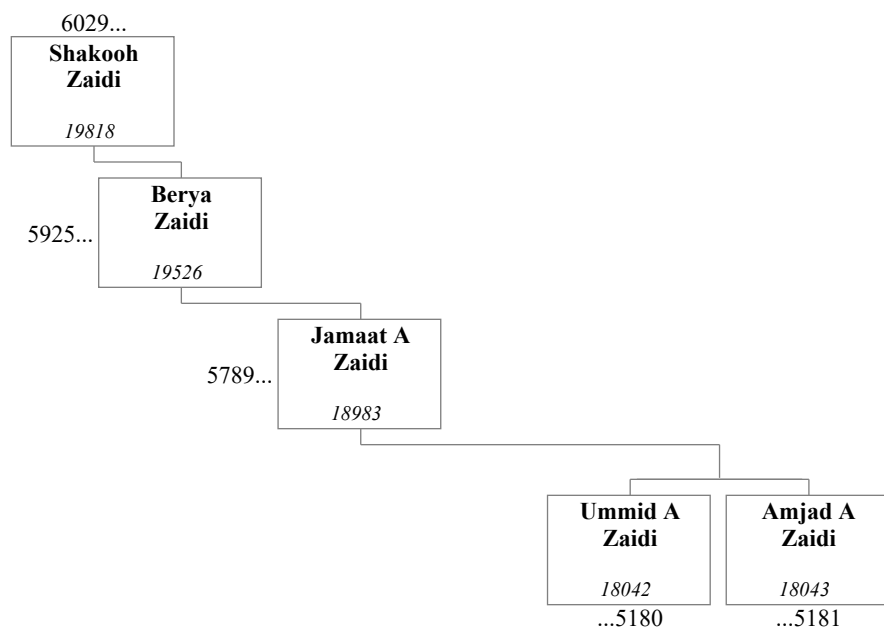 6029...
Shakooh
Zaidi
19818
Berya
Zaidi
5925...
19526
Jamaat A
Zaidi
5789...
18983
Ummid A
Zaidi
18042
...5180
Amjad A
Zaidi
18043
...5181